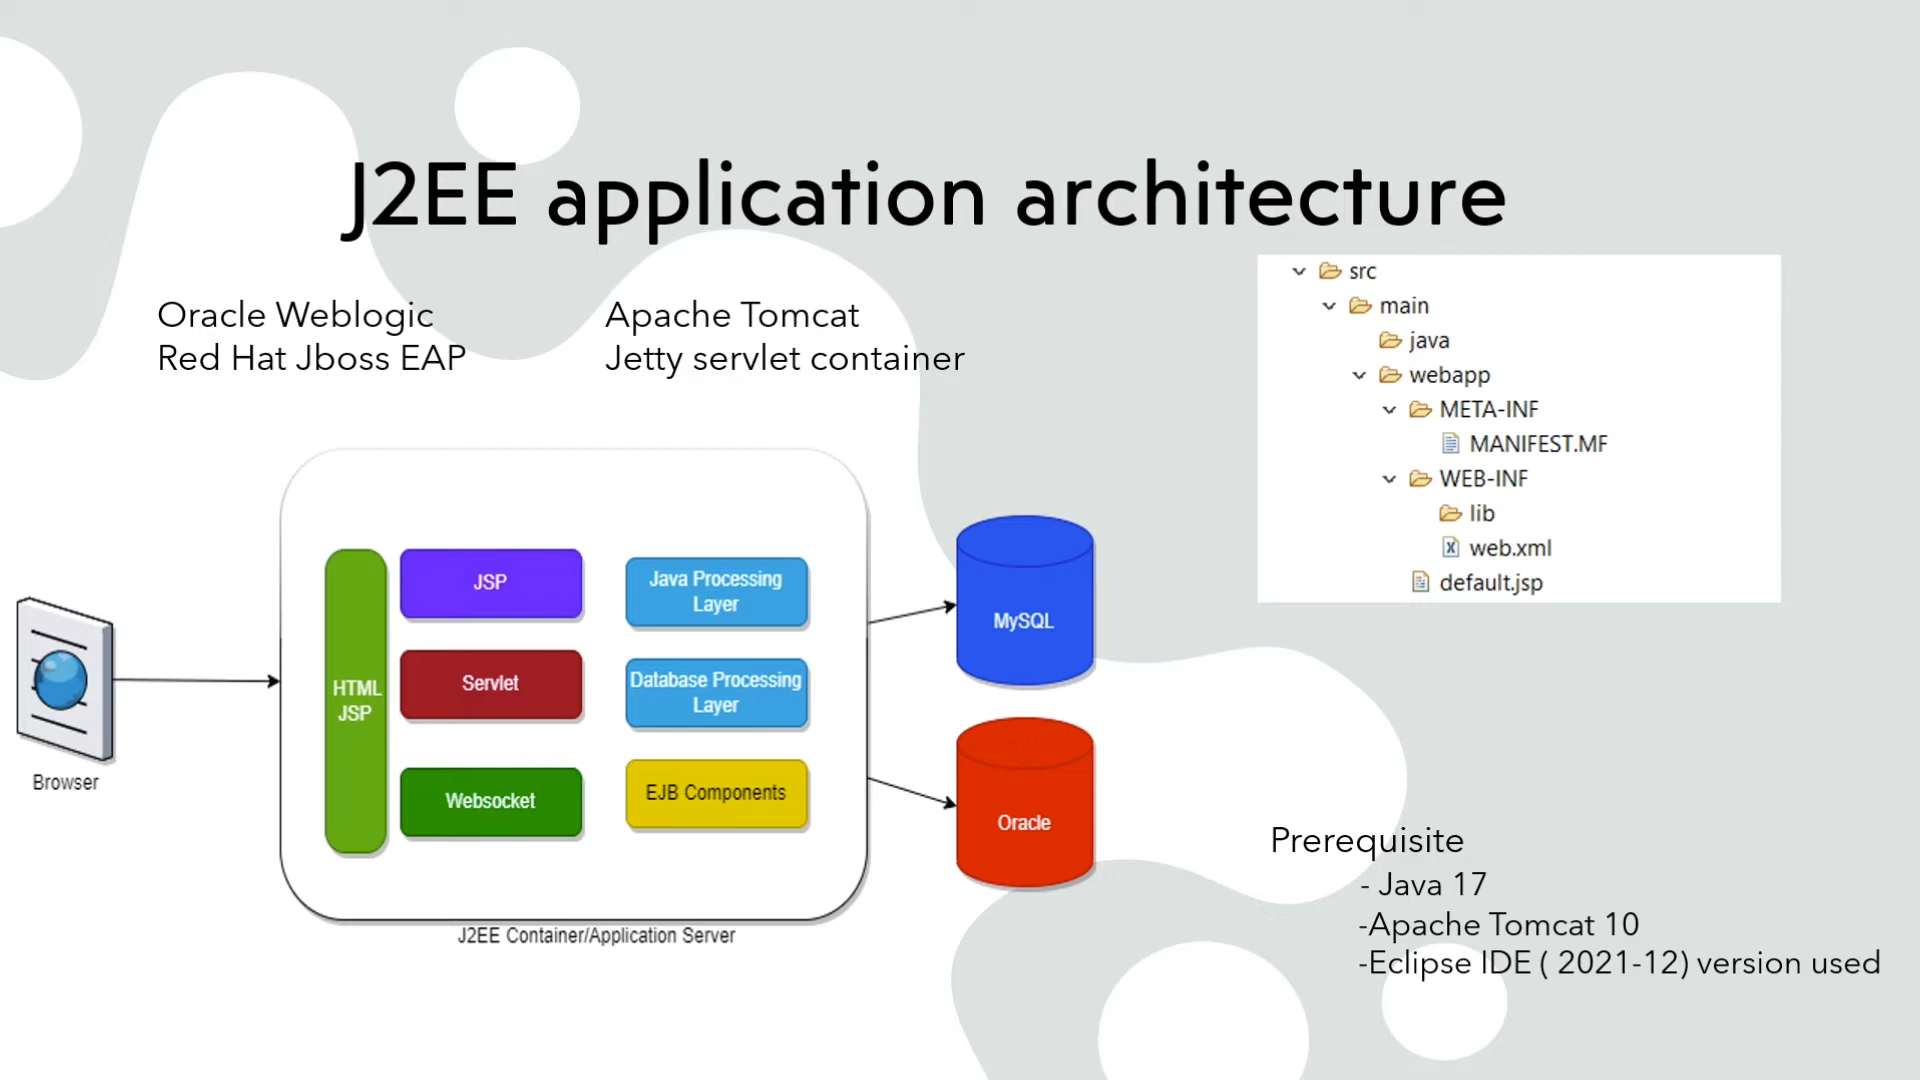 J2EE application architecture
Oracle Weblogic
Red Hat Jboss EAP
Apache Tomcat
Jetty servlet container
src
main
java
webapp
META-INF
MANIFEST.MF
WEB-INF
lib
web.xml
default.jsp
Browser
HTML
JSP
JSP
Servlet
Websocket
Java Processing
Layer
Database Processing
Layer
EJB Components
J2EE Container/Application Server
MySQL
Oracle
Prerequisite
- Java 17
-Apache Tomcat 10
-Eclipse IDE ( 2021-12) version used